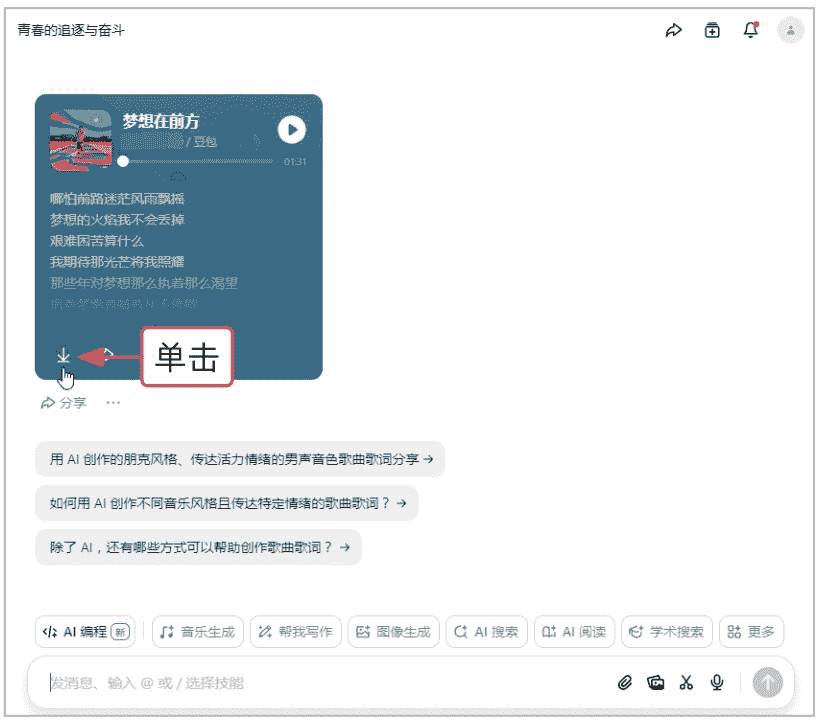 青春的追逐与奋斗
梦想在前方
/ 豆包
01:31
哪怕前路迷茫风雨飘摇
梦想的火焰我不会丢掉
艰难困苦算什么
我期待那光芒将我照耀
那些年对梦想那么执着那么渴望
单击
分享 ···
用 AI 创作的朋克风格、传达活力情绪的男声音色歌曲歌词分享 →
如何用 AI 创作不同音乐风格且传达特定情绪的歌曲歌词？ →
除了 AI，还有哪些方式可以帮助创作歌曲歌词？ →
AI 编程 新 音乐生成 帮我写作 图像生成 AI 搜索 AI 阅读 学术搜索 更多
发消息、输入 @ 或 / 选择技能